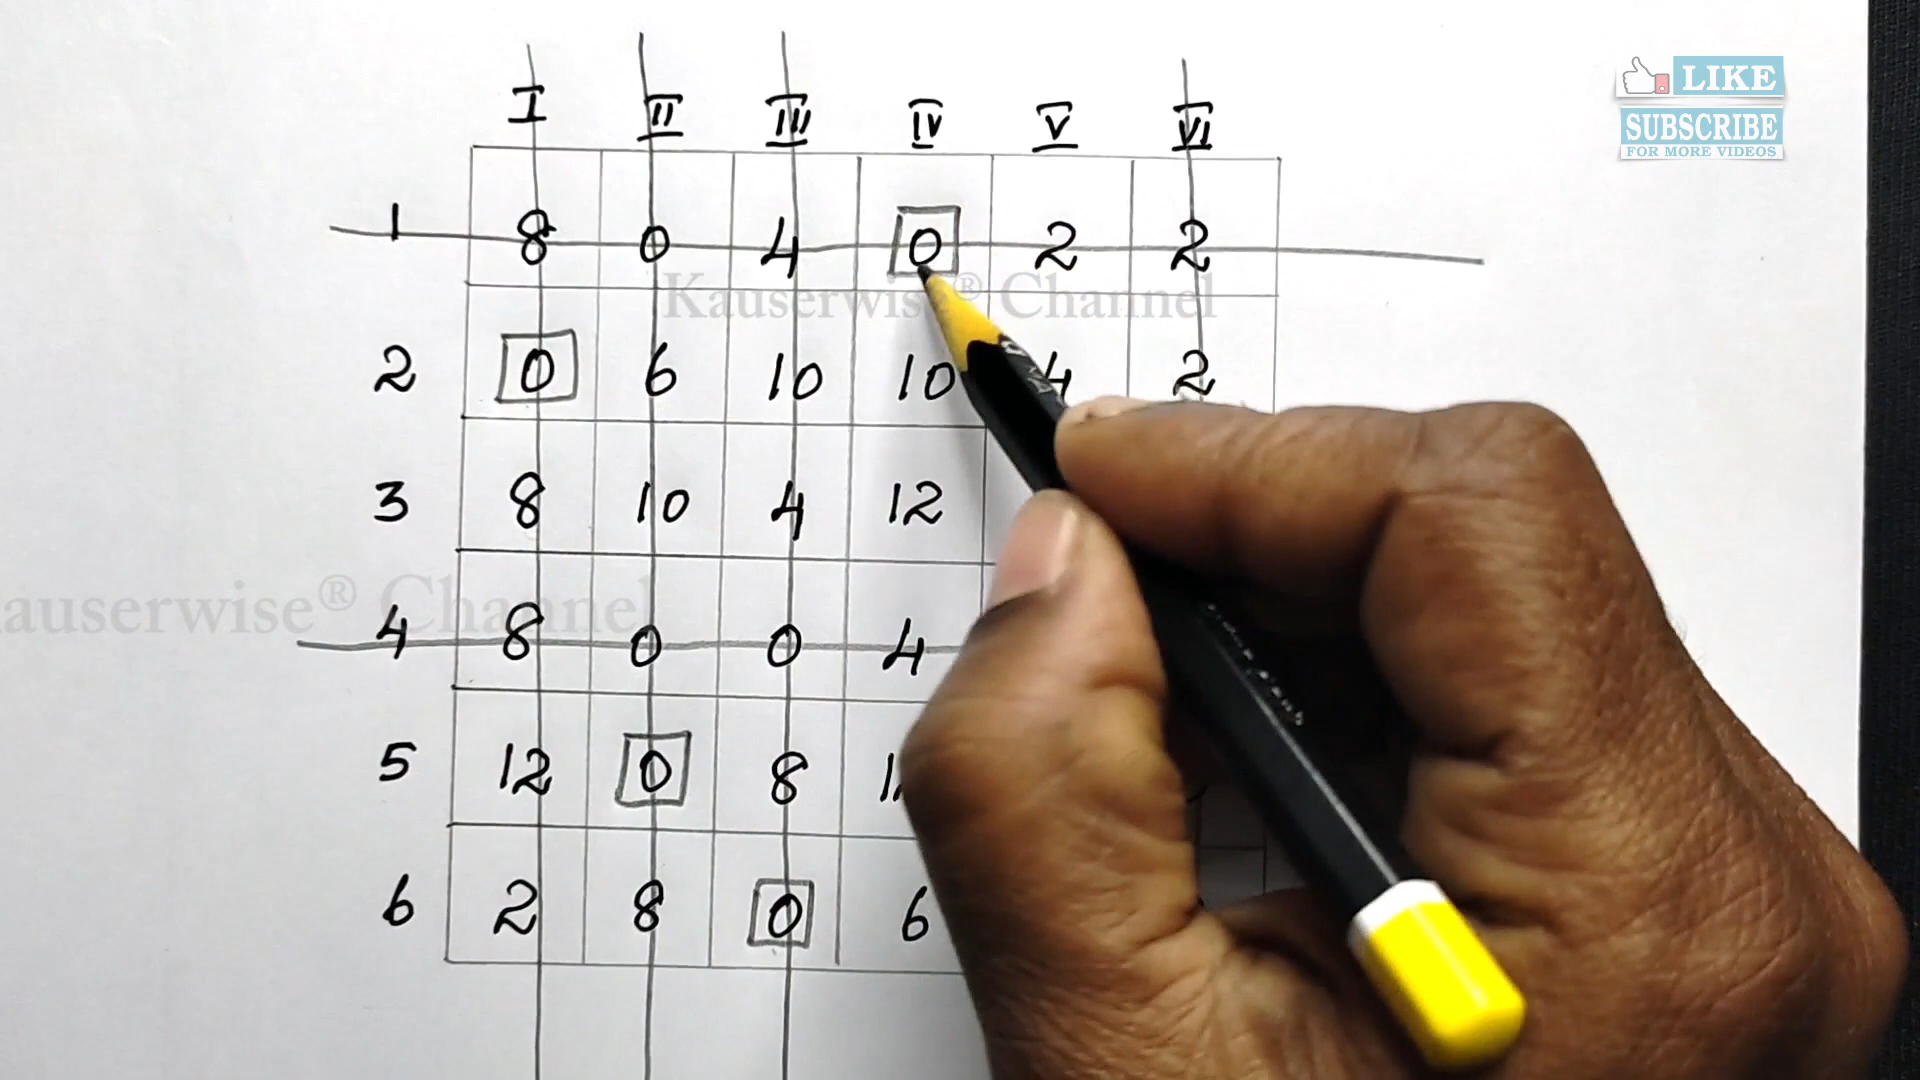 LIKE
SUBSCRIBE
FOR MORE VIDEOS
I II III IV V VI
1 8 0 4 0 2 2
Kauserwise® Channel
2 0 6 10 10 4 2
3 8 10 4 12
auserwise® Channel
4 8 0 0 4
5 12 0 8
6 2 8 0 6